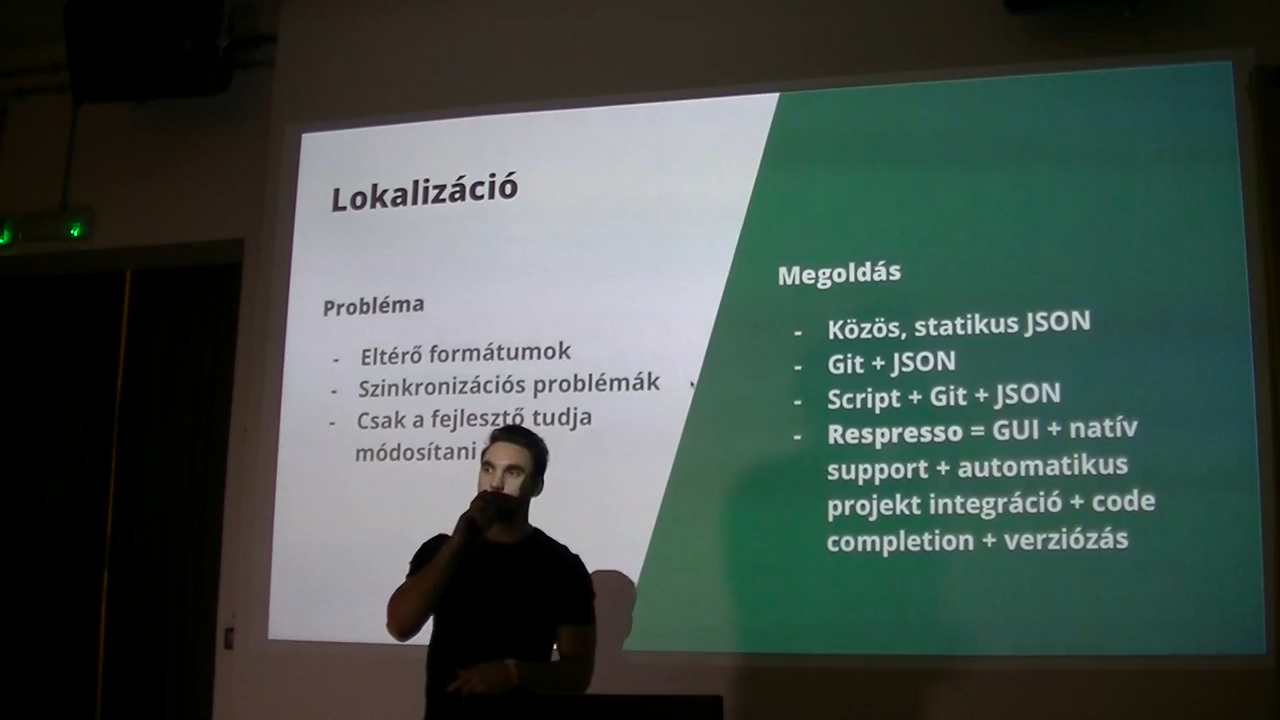 Lokalizáció
Probléma
- Eltérő formátumok
- Szinkronizációs problémák
- Csak a fejlesztő tudja
módosítani
Megoldás
- Közös, statikus JSON
- Git + JSON
- Script + Git + JSON
- Respresso = GUI + natív
support + automatikus
projekt integráció + code
completion + verziózás